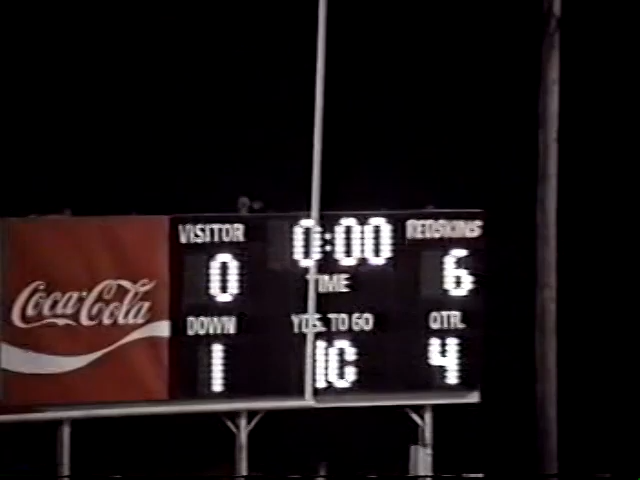 Coca-Cola
VISITOR 0:00 REDSKINS
0 TIME 6
DOWN YDS. TO GO QTR.
1 10 4